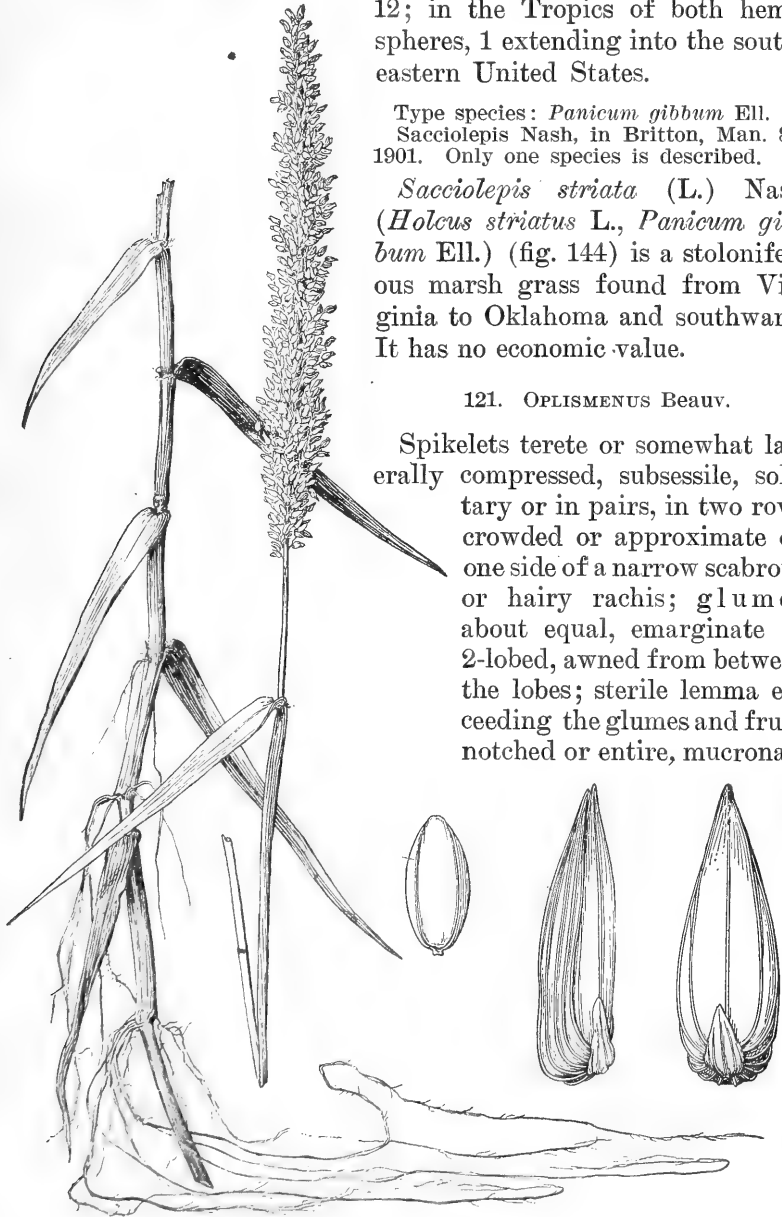 12; in the Tropics of both hem
spheres, 1 extending into the sout
eastern United States.
Type species: Panicum gibbum Ell.
Sacciolepis Nash, in Britton, Man.
1901. Only one species is described.
Sacciolepis striata (L.) Nas
(Holcus striatus L., Panicum gi
bum Ell.) (fig. 144) is a stolonife
ous marsh grass found from Vi
ginia to Oklahoma and southwar
It has no economic value.
121. OPLISMENUS Beauv.
Spikelets terete or somewhat la
erally compressed, subsessile, sol
tary or in pairs, in two row
crowded or approximate
one side of a narrow scabro
or hairy rachis; glum
about equal, emarginate
2-lobed, awned from betwe
the lobes; sterile lemma e
ceeding the glumes and fru
notched or entire, mucrona